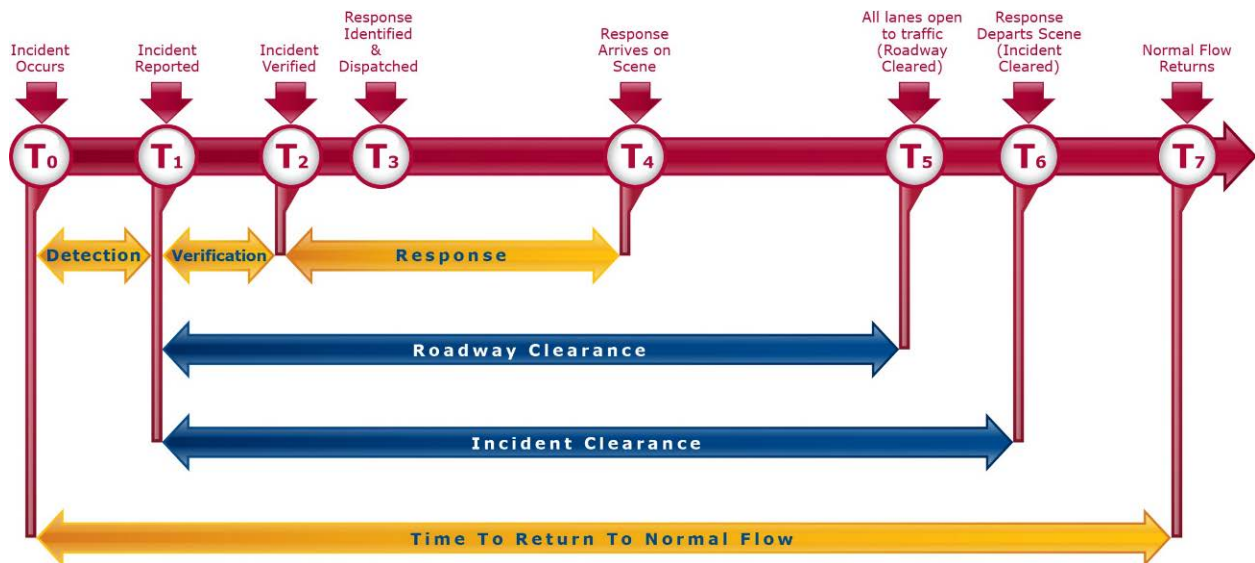 Incident
Occurs
Incident
Reported
Incident
Verified
Response
Identified
&
Dispatched
Response
Arrives on
Scene
All lanes open
to traffic
(Roadway
Cleared)
Response
Departs Scene
(Incident
Cleared)
Normal Flow
Returns
T0
T1
T2
T3
T4
T5
T6
T7
Detection
Verification
Response
Roadway Clearance
Incident Clearance
Time To Return To Normal Flow